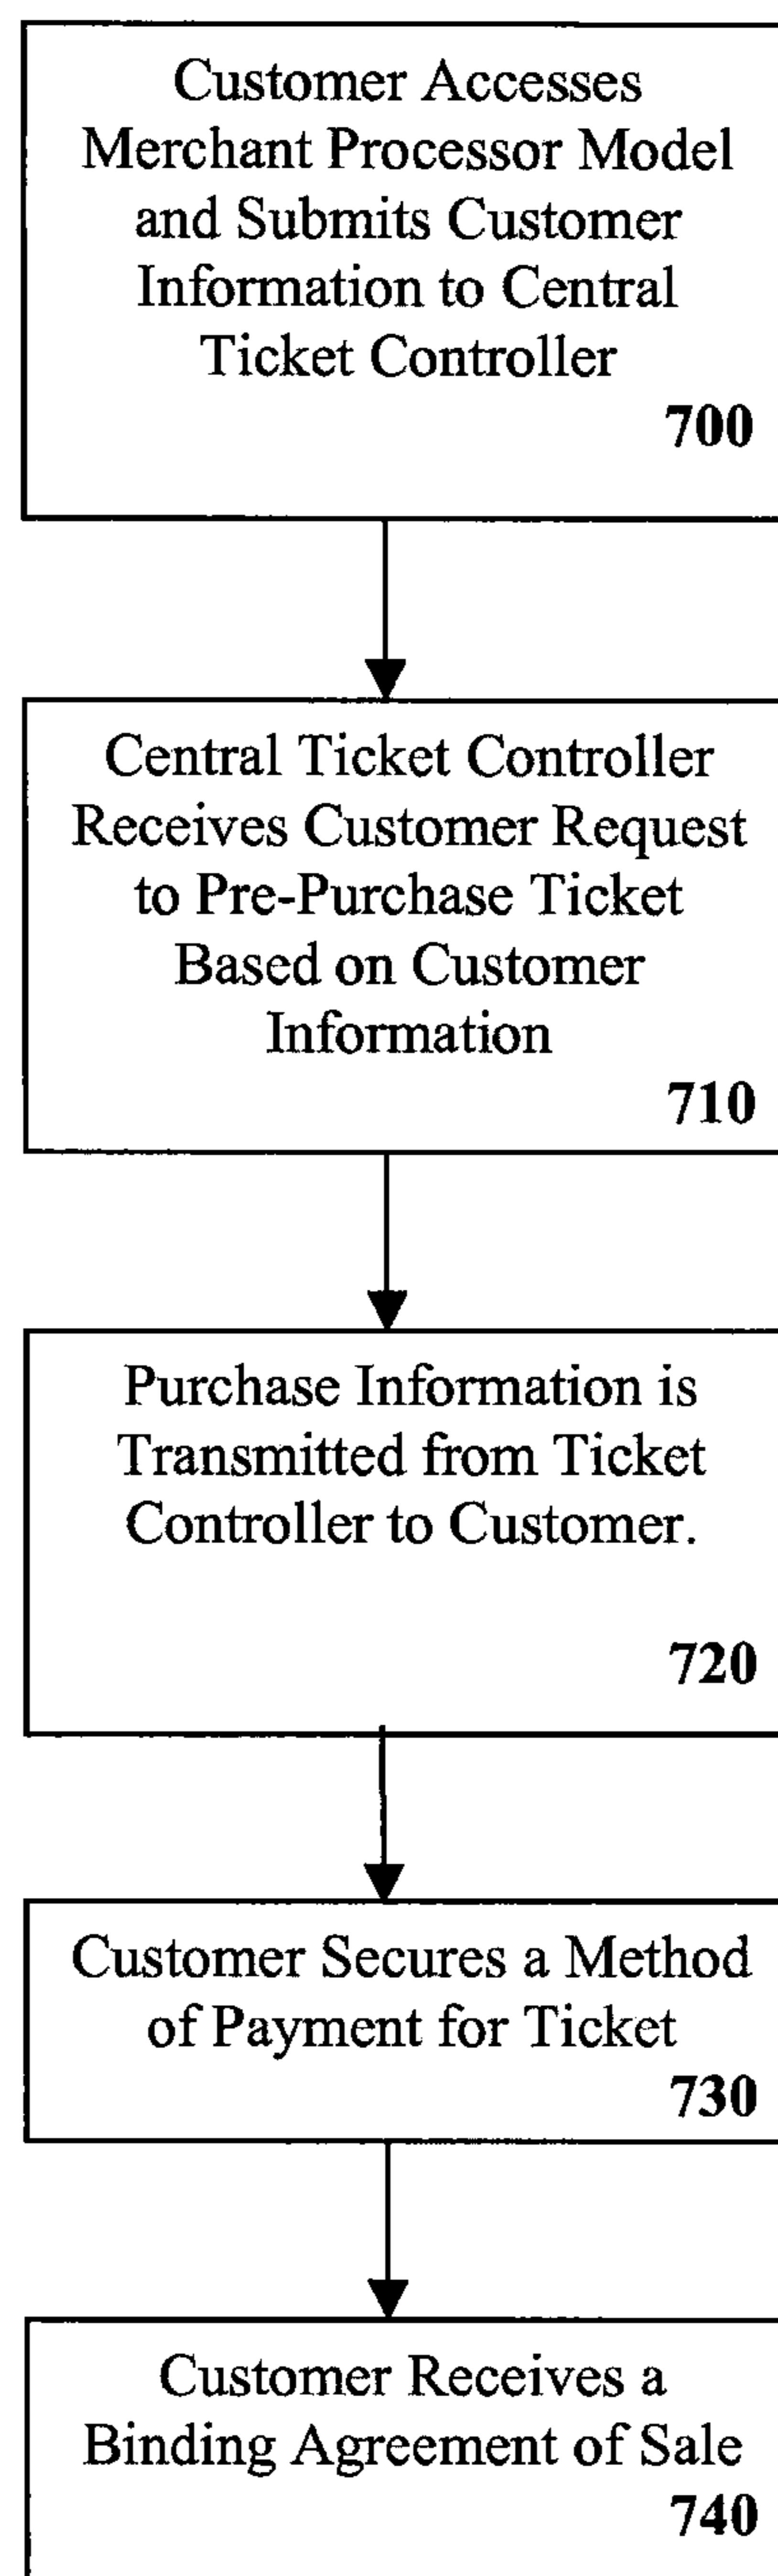 Customer Accesses
Merchant Processor Model
and Submits Customer
Information to Central
Ticket Controller
700
Central Ticket Controller
Receives Customer Request
to Pre-Purchase Ticket
Based on Customer
Information
710
Purchase Information is
Transmitted from Ticket
Controller to Customer.
720
Customer Secures a Method
of Payment for Ticket
730
Customer Receives a
Binding Agreement of Sale
740